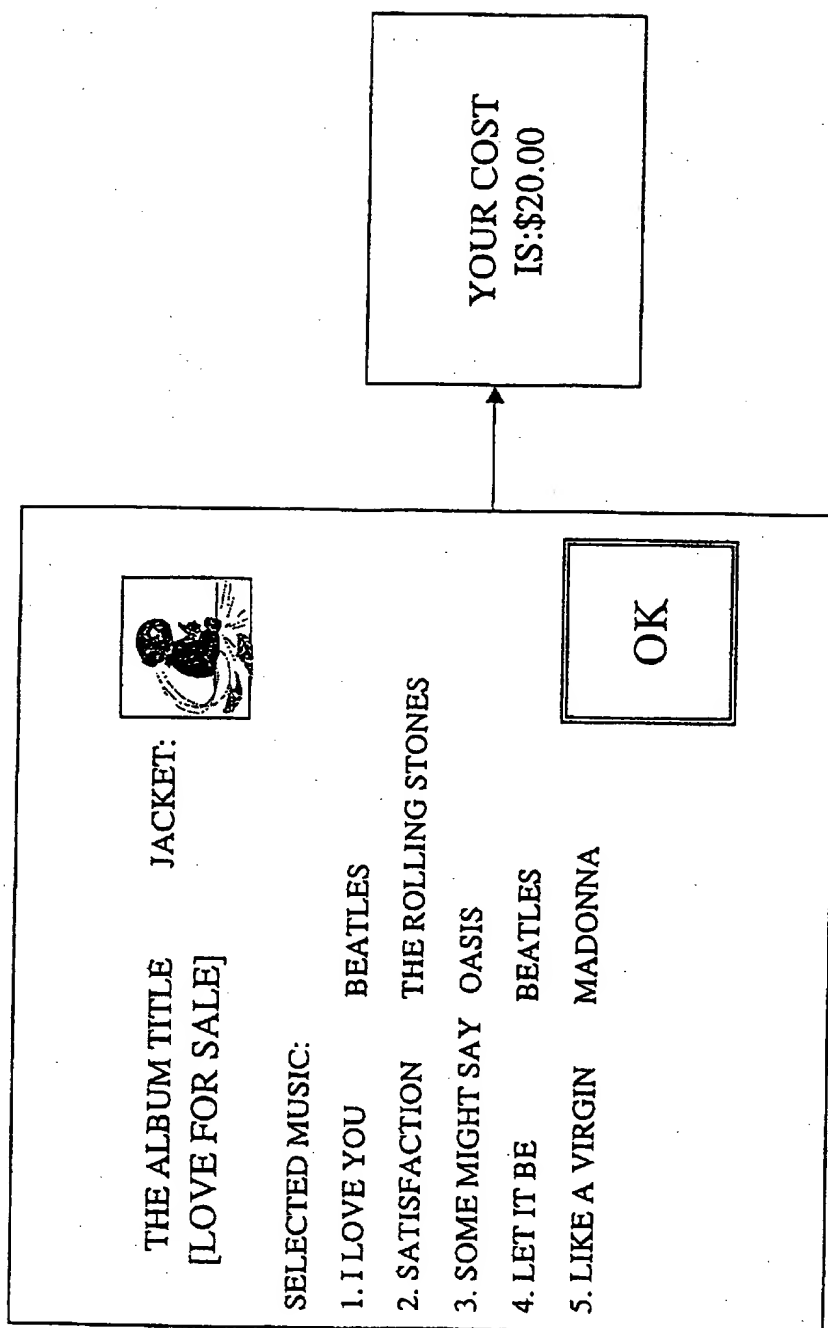 THE ALBUM TITLE JACKET:
[LOVE FOR SALE]
SELECTED MUSIC:
1. I LOVE YOU BEATLES
2. SATISFACTION THE ROLLING STONES
3. SOME MIGHT SAY OASIS
4. LET IT BE BEATLES
5. LIKE A VIRGIN MADONNA
OK
YOUR COST
IS:$20.00